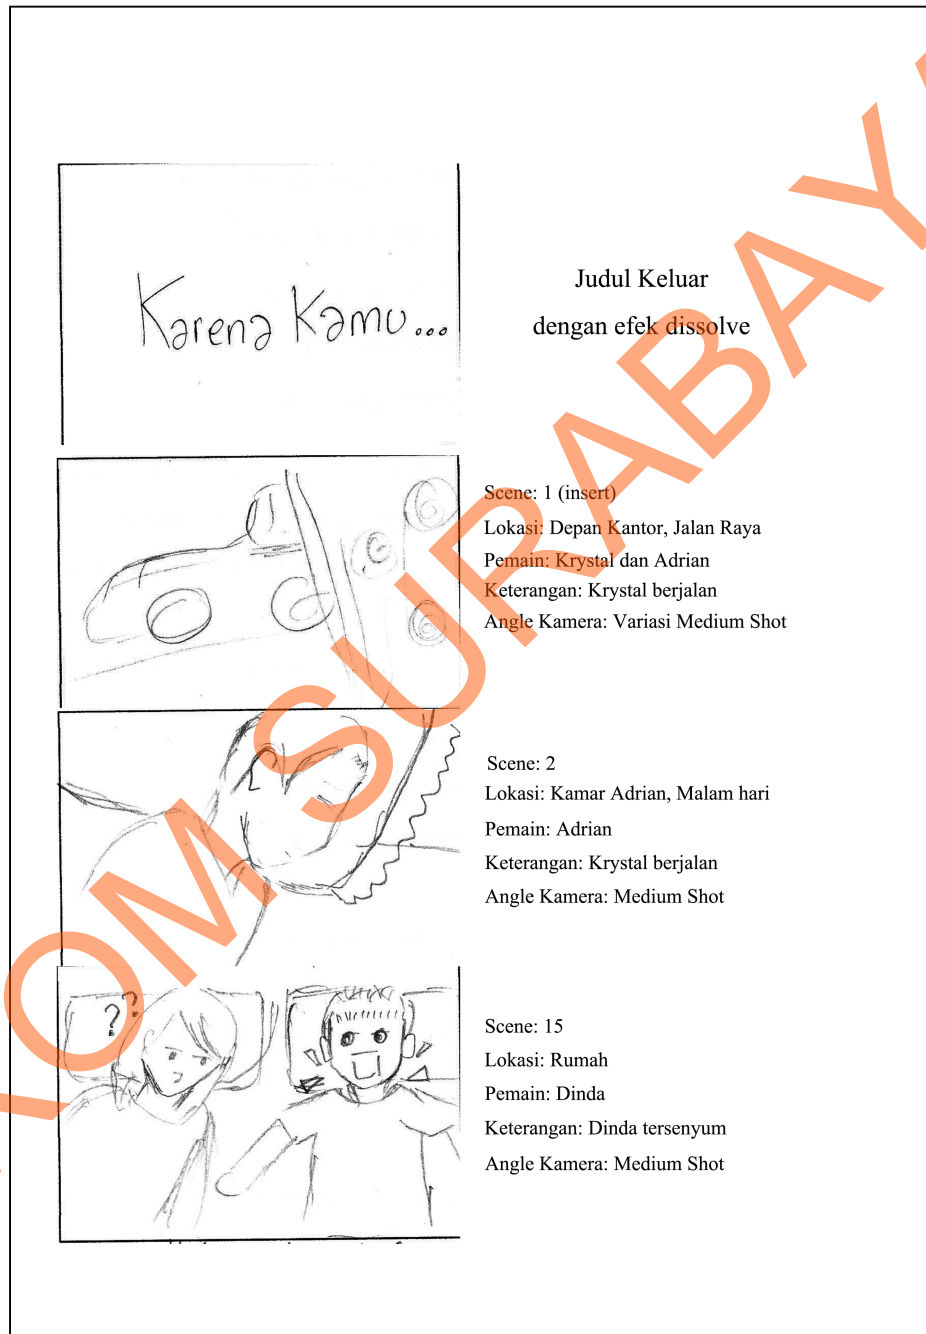 Karena Kamu...
Judul Keluar
dengan efek dissolve
Scene: 1 (insert)
Lokasi: Depan Kantor, Jalan Raya
Pemain: Krystal dan Adrian
Keterangan: Krystal berjalan
Angle Kamera: Variasi Medium Shot
Scene: 2
Lokasi: Kamar Adrian, Malam hari
Pemain: Adrian
Keterangan: Krystal berjalan
Angle Kamera: Medium Shot
? ?
Scene: 15
Lokasi: Rumah
Pemain: Dinda
Keterangan: Dinda tersenyum
Angle Kamera: Medium Shot
KOM SURABAYA